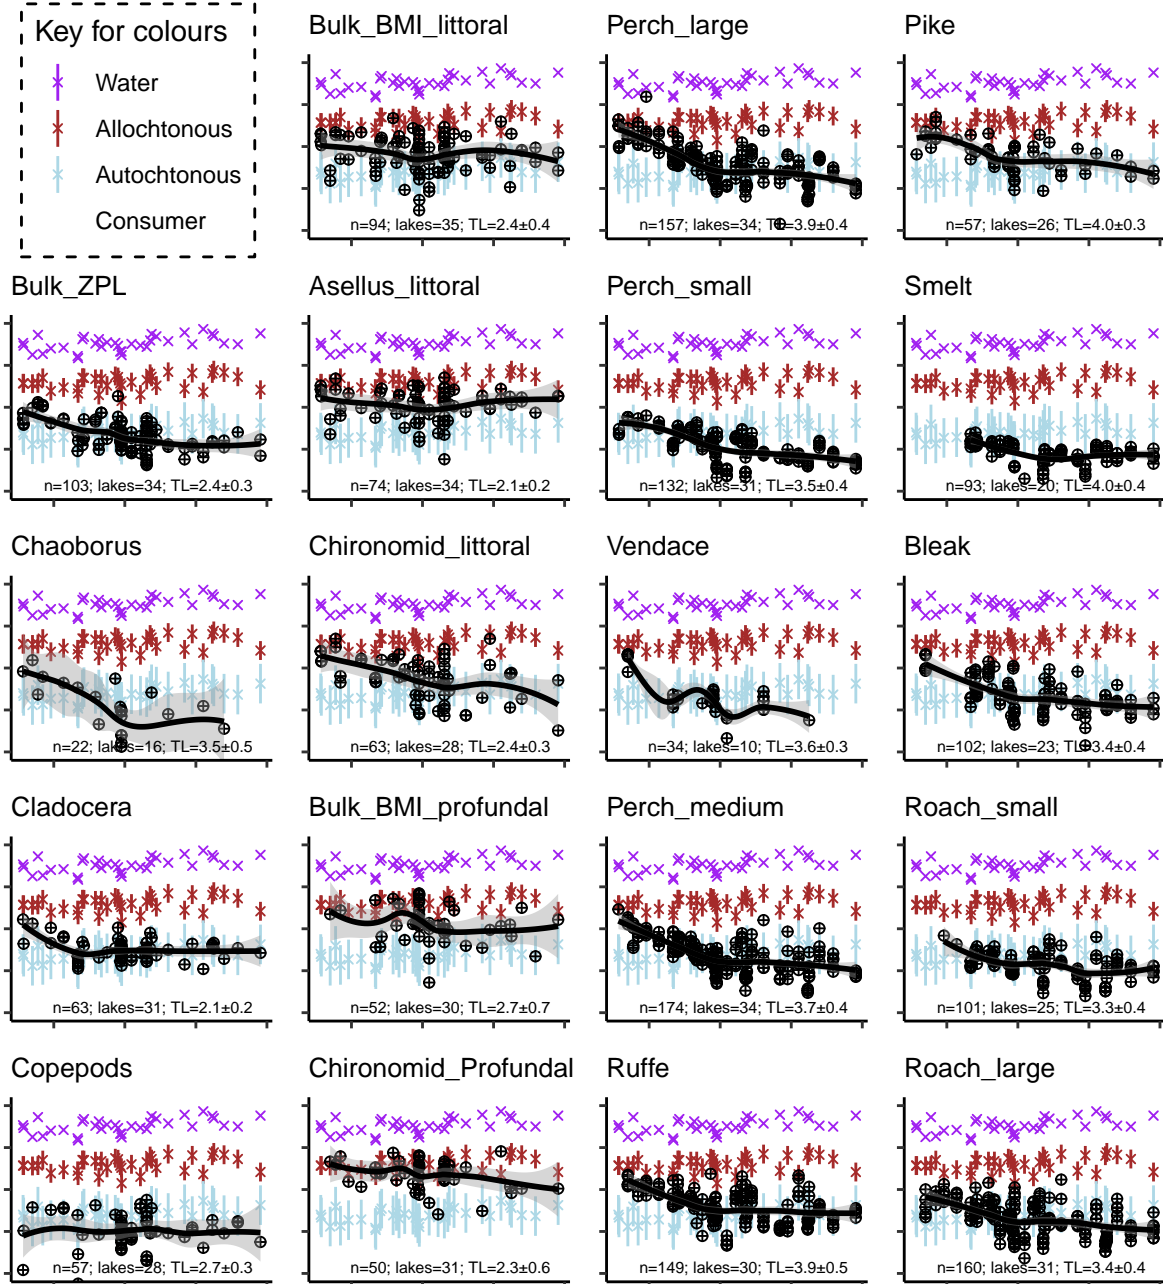 Key for colours
Water
Allochtonous
Autochtonous
Consumer
Bulk_BMI_littoral
n=94; lakes=35; TL=2.4±0.4
Perch_large
n=157; lakes=34; TL=3.9±0.4
Pike
n=57; lakes=26; TL=4.0±0.3
Bulk_ZPL
n=103; lakes=34; TL=2.4±0.3
Asellus_littoral
n=74; lakes=34; TL=2.1±0.2
Perch_small
n=132; lakes=31; TL=3.5±0.4
Smelt
n=93; lakes=20; TL=4.0±0.4
Chaoborus
n=22; lakes=16; TL=3.5±0.5
Chironomid_littoral
n=63; lakes=28; TL=2.4±0.3
Vendace
n=34; lakes=10; TL=3.6±0.3
Bleak
n=102; lakes=23; TL=3.4±0.4
Cladocera
n=63; lakes=31; TL=2.1±0.2
Bulk_BMI_profundal
n=52; lakes=30; TL=2.7±0.7
Perch_medium
n=174; lakes=34; TL=3.7±0.4
Roach_small
n=101; lakes=25; TL=3.3±0.4
Copepods
n=57; lakes=28; TL=2.7±0.3
Chironomid_Profundal
n=50; lakes=31; TL=2.3±0.6
Ruffe
n=149; lakes=30; TL=3.9±0.5
Roach_large
n=160; lakes=31; TL=3.4±0.4